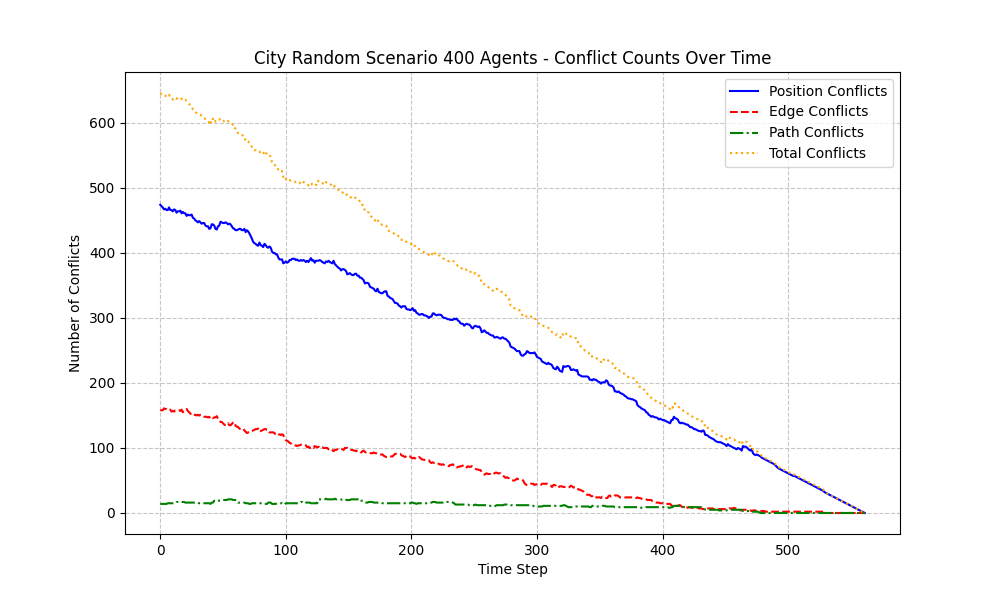 City Random Scenario 400 Agents - Conflict Counts Over Time
Position Conflicts
Edge Conflicts
Path Conflicts
Total Conflicts
Number of Conflicts
600
500
400
300
200
100
0
0 100 200 300 400 500
Time Step